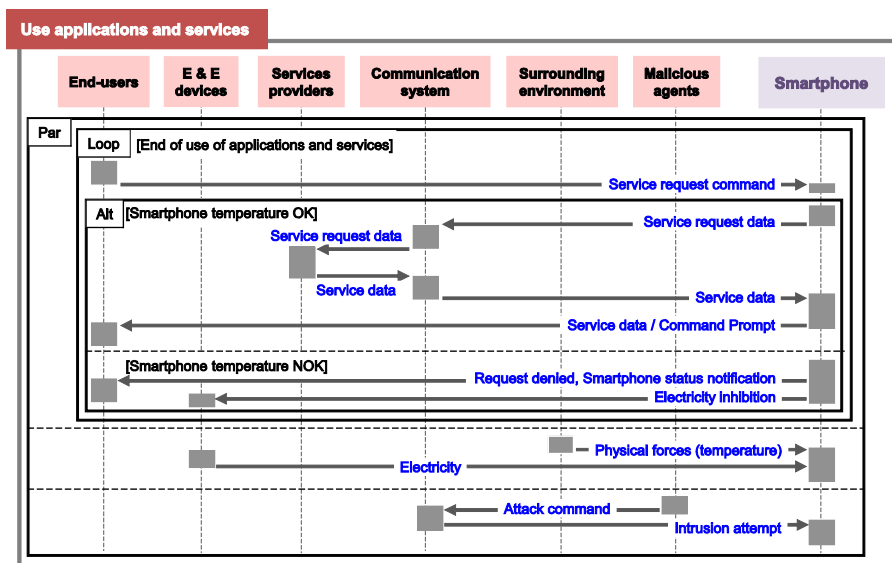 Use applications and services
End-users
E & E
devices
Services
providers
Communication
system
Surrounding
environment
Malicious
agents
Smartphone
Par
Loop
[End of use of applications and services]
Service request command
Alt
[Smartphone temperature OK]
Service request data
Service request data
Service data
Service data
Service data / Command Prompt
[Smartphone temperature NOK]
Request denied, Smartphone status notification
Electricity inhibition
Physical forces (temperature)
Electricity
Attack command
Intrusion attempt